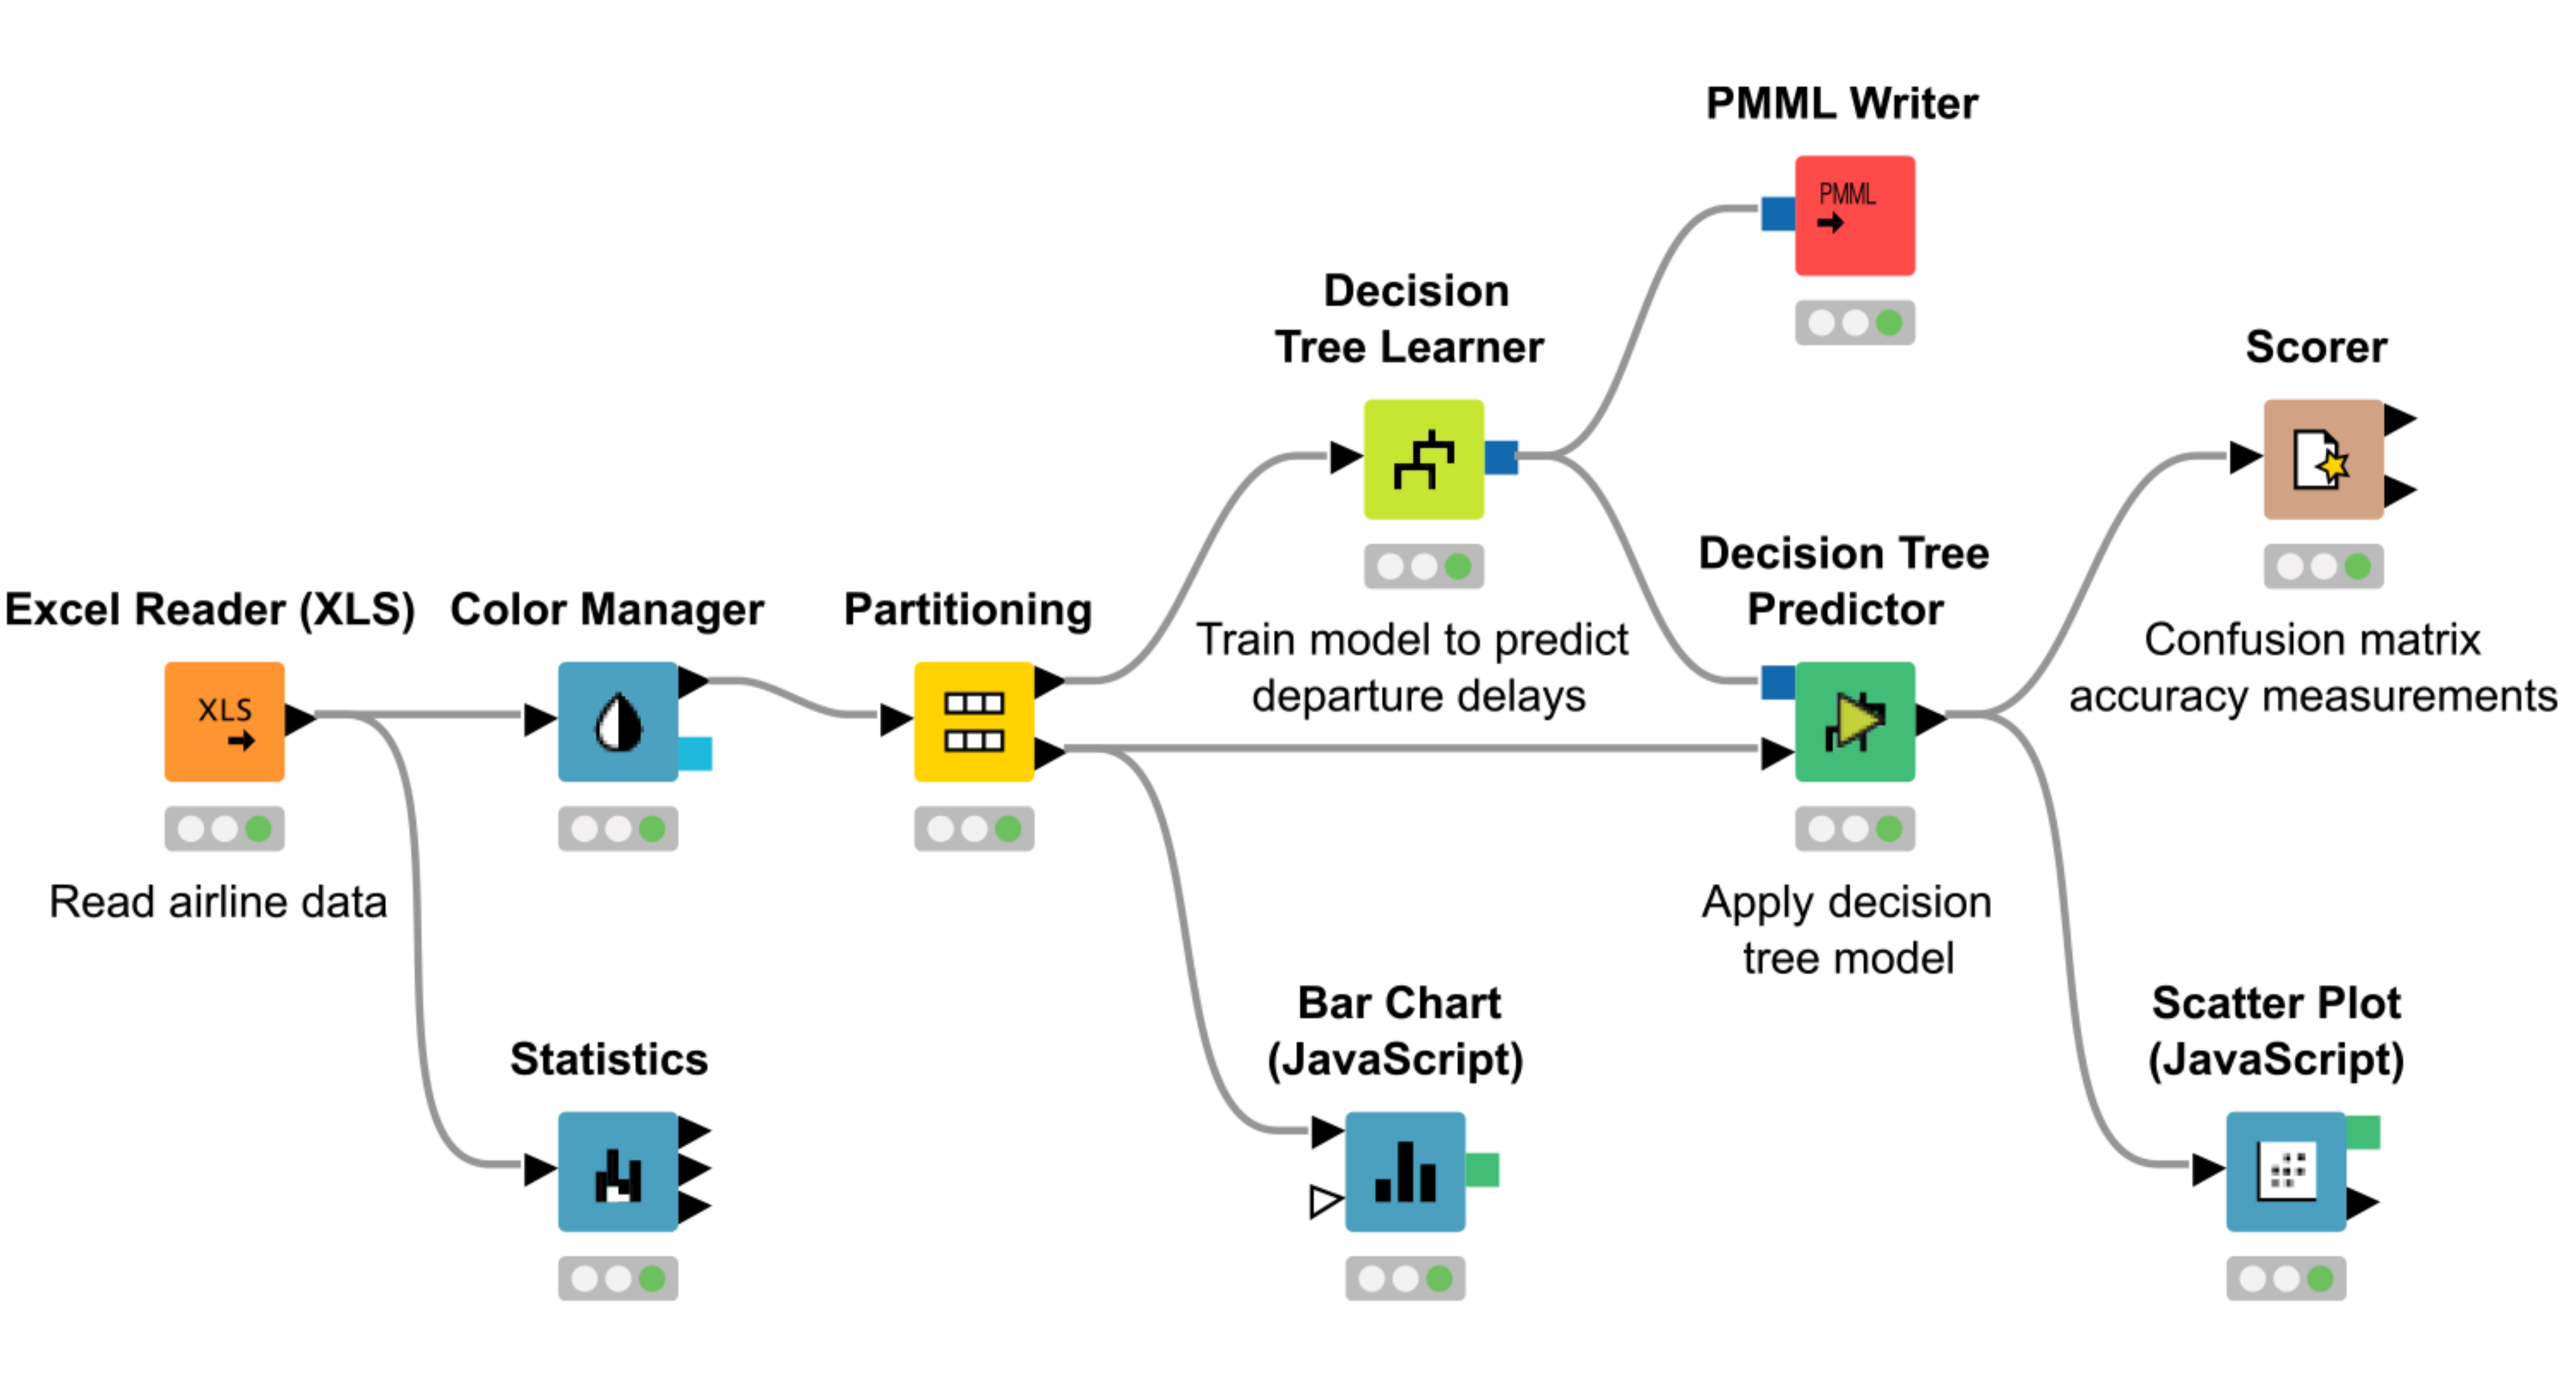 PMML Writer
PMML
Decision
Tree Learner
Scorer
Decision Tree
Predictor
Excel Reader (XLS)
Color Manager
Partitioning
Train model to predict
departure delays
Confusion matrix
accuracy measurements
XLS
Read airline data
Apply decision
tree model
Bar Chart
(JavaScript)
Scatter Plot
(JavaScript)
Statistics